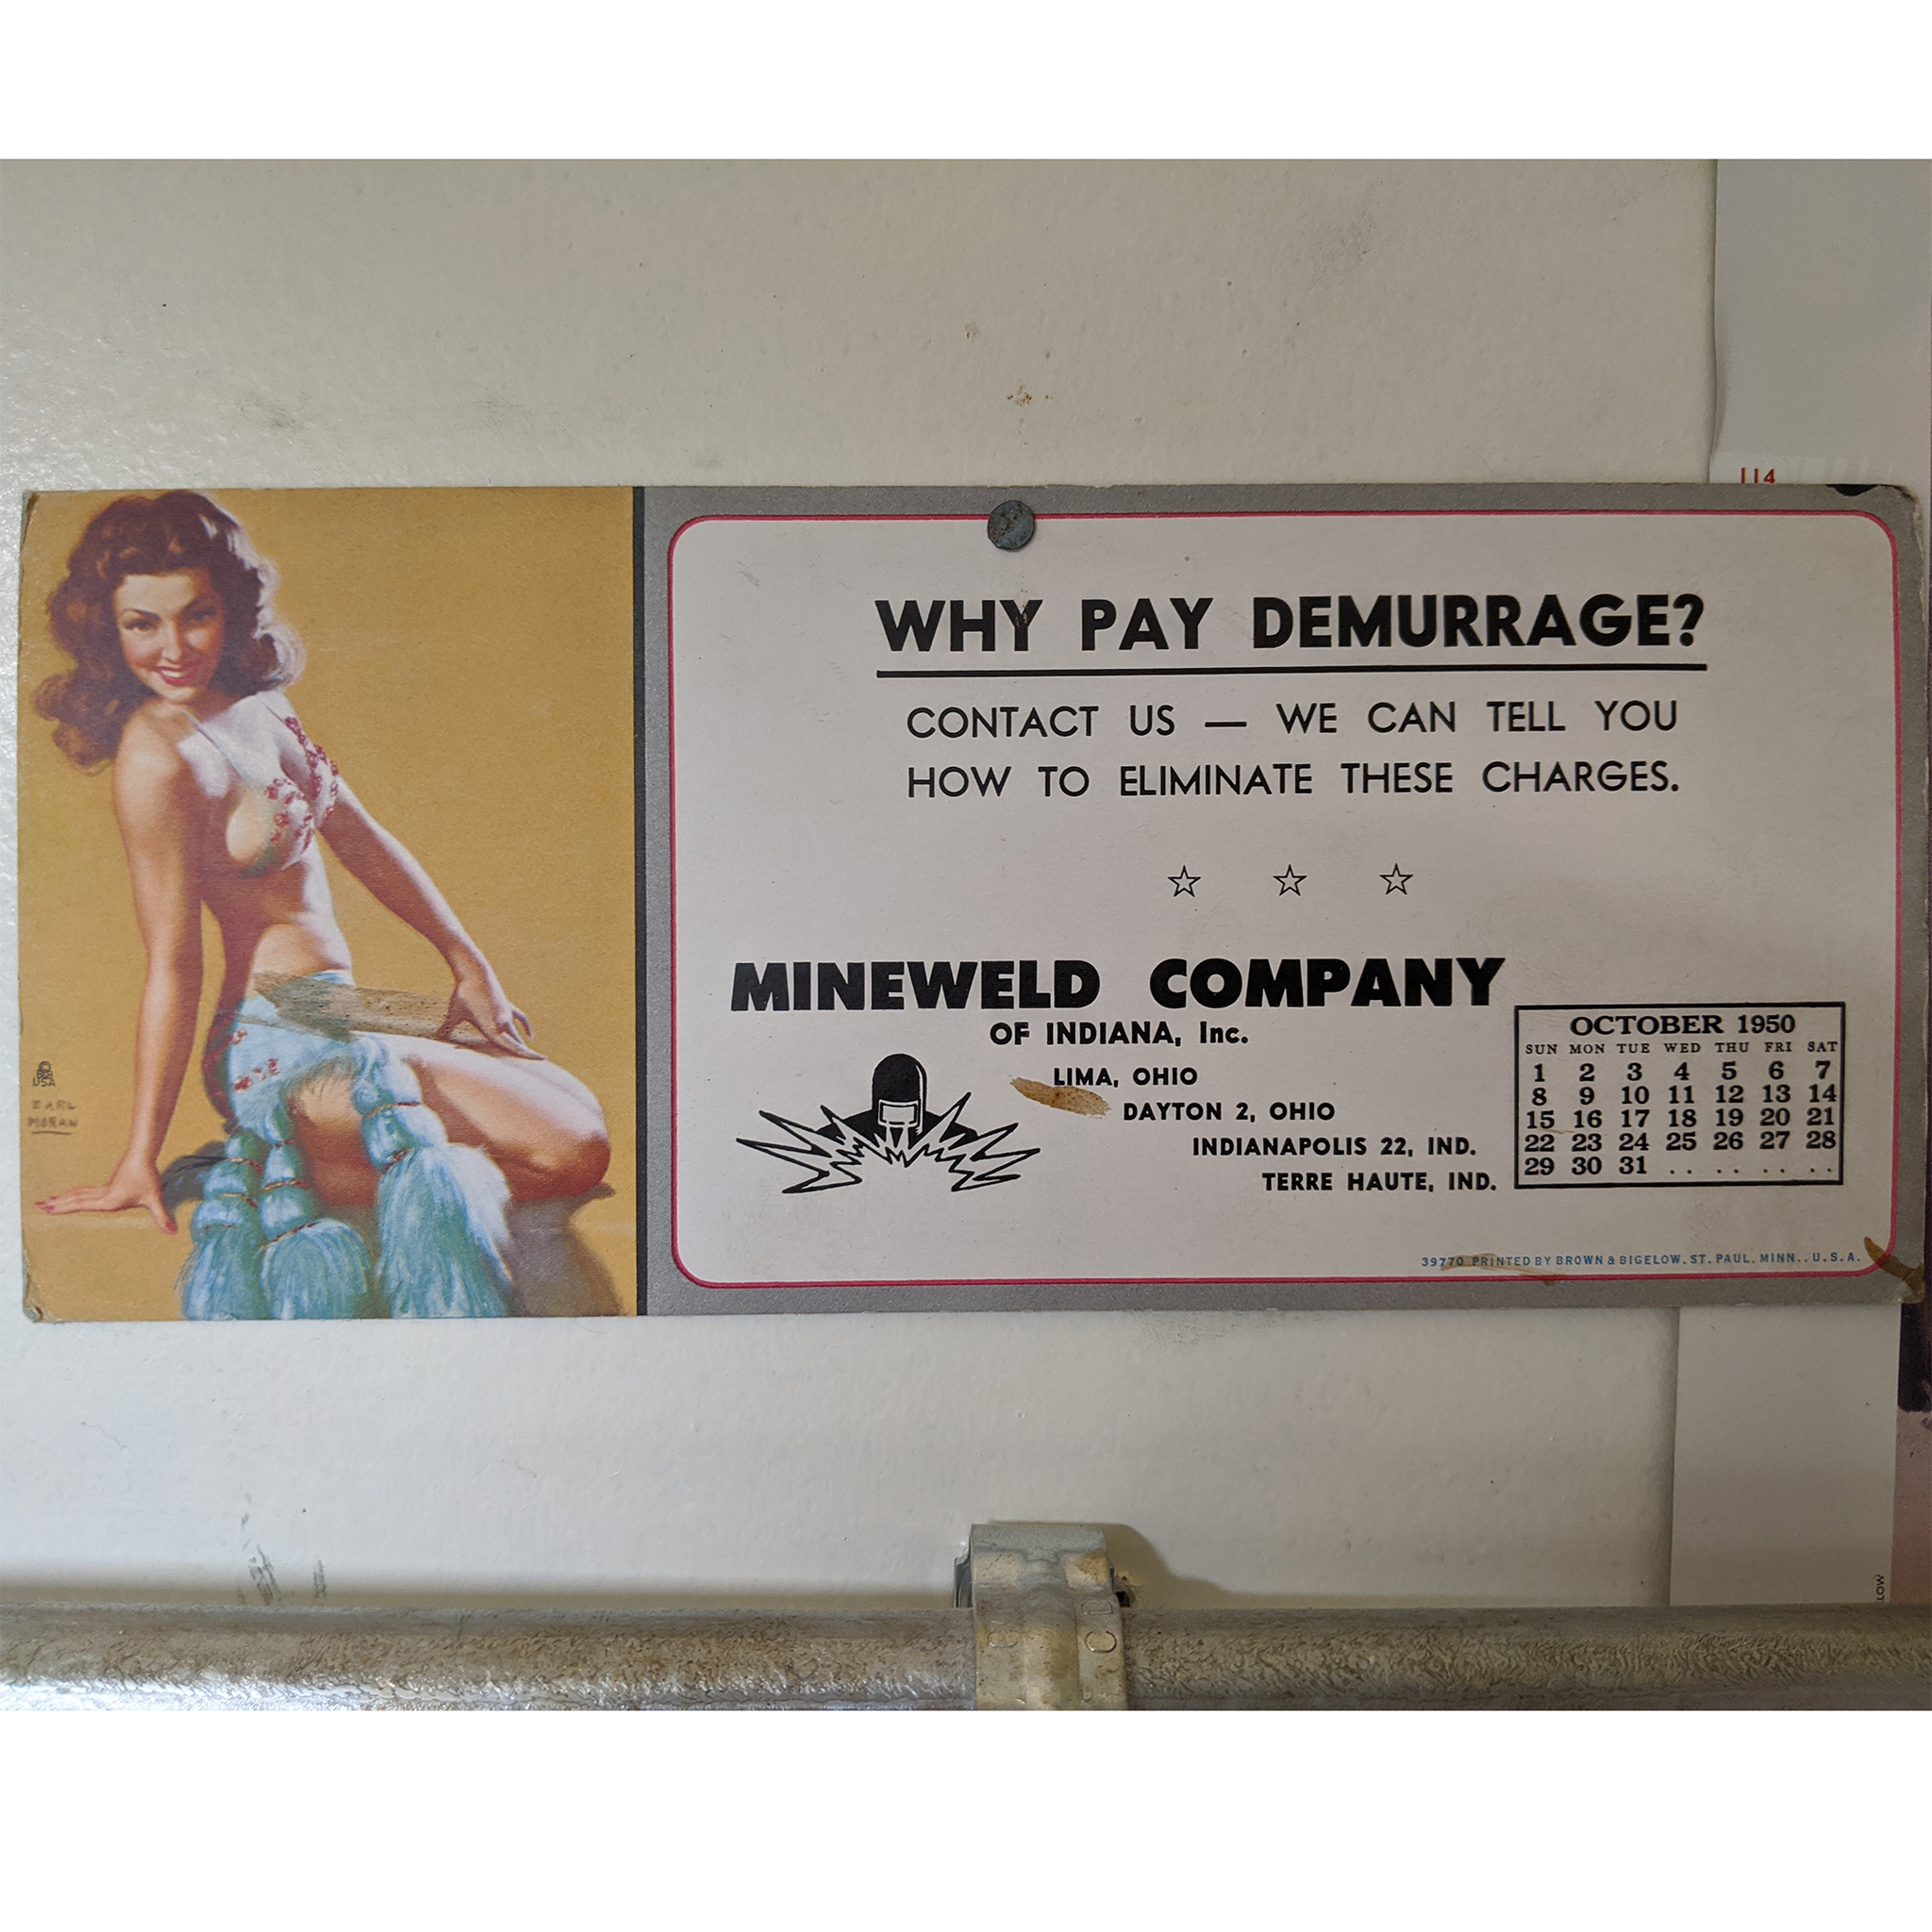 114
WHY PAY DEMURRAGE?
CONTACT US — WE CAN TELL YOU
HOW TO ELIMINATE THESE CHARGES.
☆ ☆ ☆
MINEWELD COMPANY
OF INDIANA, Inc.
LIMA, OHIO
DAYTON 2, OHIO
INDIANAPOLIS 22, IND.
TERRE HAUTE, IND.
OCTOBER 1950
SUN MON TUE WED THU FRI SAT
1 2 3 4 5 6 7
8 9 10 11 12 13 14
15 16 17 18 19 20 21
22 23 24 25 26 27 28
29 30 31 . . . . . . . .
39770 PRINTED BY BROWN & BIGELOW, ST. PAUL, MINN., U.S.A.
USA
EARL
MORAN
LOW